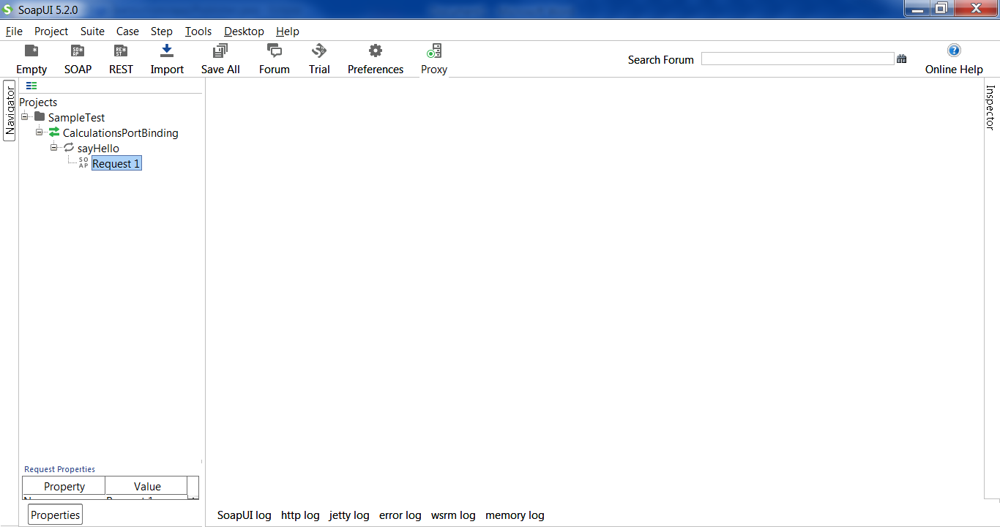 SoapUI 5.2.0
File Project Suite Case Step Tools Desktop Help
Empty SOAP REST Import Save All Forum Trial Preferences Proxy Search Forum Online Help
Navigator
Inspector
Projects
SampleTest
CalculationsPortBinding
sayHello
SO
AP
Request 1
Request Properties
Property Value
Properties
SoapUI log http log jetty log error log wsrm log memory log